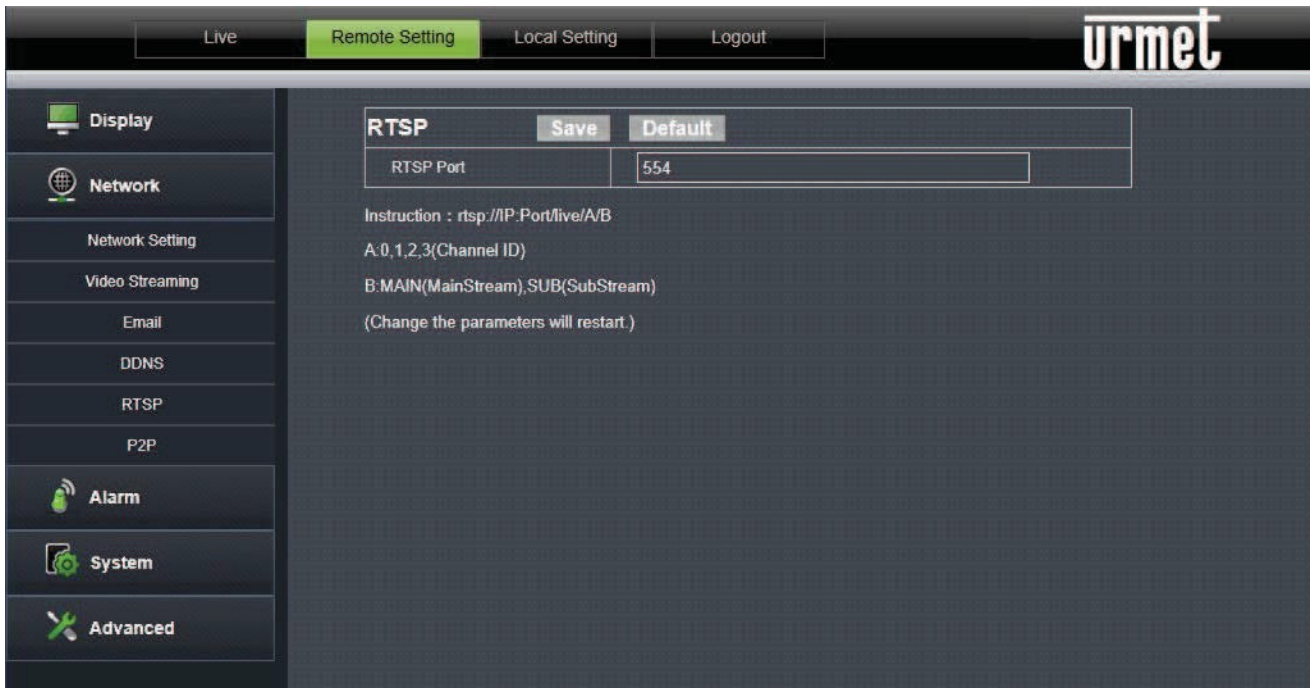 Live Remote Setting Local Setting Logout urmet
Display
Network
Network Setting
Video Streaming
Email
DDNS
RTSP
P2P
Alarm
System
Advanced
RTSP Save Default
RTSP Port 554
Instruction : rtsp://IP:Port/live/A/B
A:0,1,2,3(Channel ID)
B:MAIN(MainStream),SUB(SubStream)
(Change the parameters will restart.)